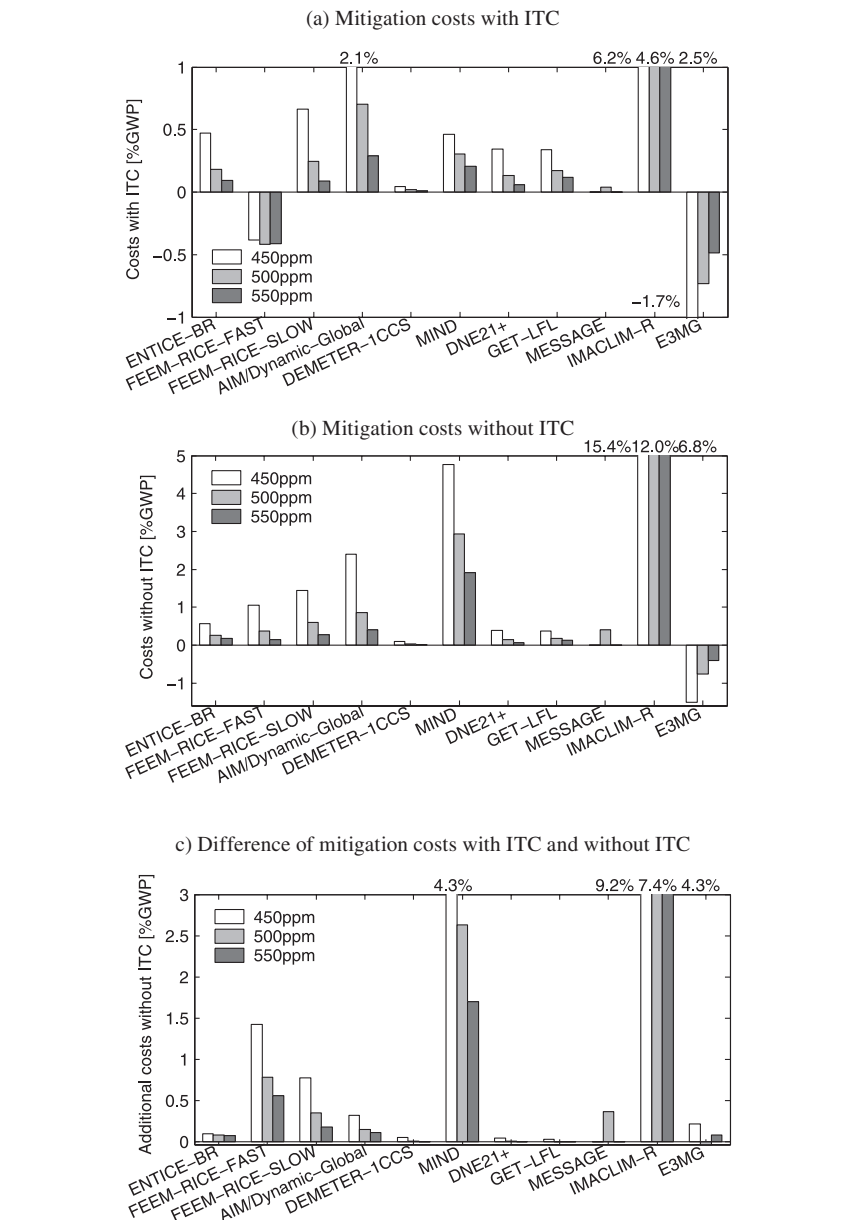 (a) Mitigation costs with ITC
2.1%
6.2% 4.6% 2.5%
1
0.5
0
−0.5
−1
Costs with ITC [%GWP]
450ppm
500ppm
550ppm
−1.7%
ENTICE−BR
FEEM−RICE−FAST
FEEM−RICE−SLOW
AIM/Dynamic−Global
DEMETER−1CCS
MIND
DNE21+
GET−LFL
MESSAGE
IMACLIM−R
E3MG
(b) Mitigation costs without ITC
15.4%12.0%6.8%
5
4
3
2
1
0
−1
Costs without ITC [%GWP]
450ppm
500ppm
550ppm
ENTICE−BR
FEEM−RICE−FAST
FEEM−RICE−SLOW
AIM/Dynamic−Global
DEMETER−1CCS
MIND
DNE21+
GET−LFL
MESSAGE
IMACLIM−R
E3MG
c) Difference of mitigation costs with ITC and without ITC
4.3%
9.2% 7.4% 4.3%
3
2.5
2
1.5
1
0.5
0
Additional costs without ITC [%GWP]
450ppm
500ppm
550ppm
ENTICE−BR
FEEM−RICE−FAST
FEEM−RICE−SLOW
AIM/Dynamic−Global
DEMETER−1CCS
MIND
DNE21+
GET−LFL
MESSAGE
IMACLIM−R
E3MG